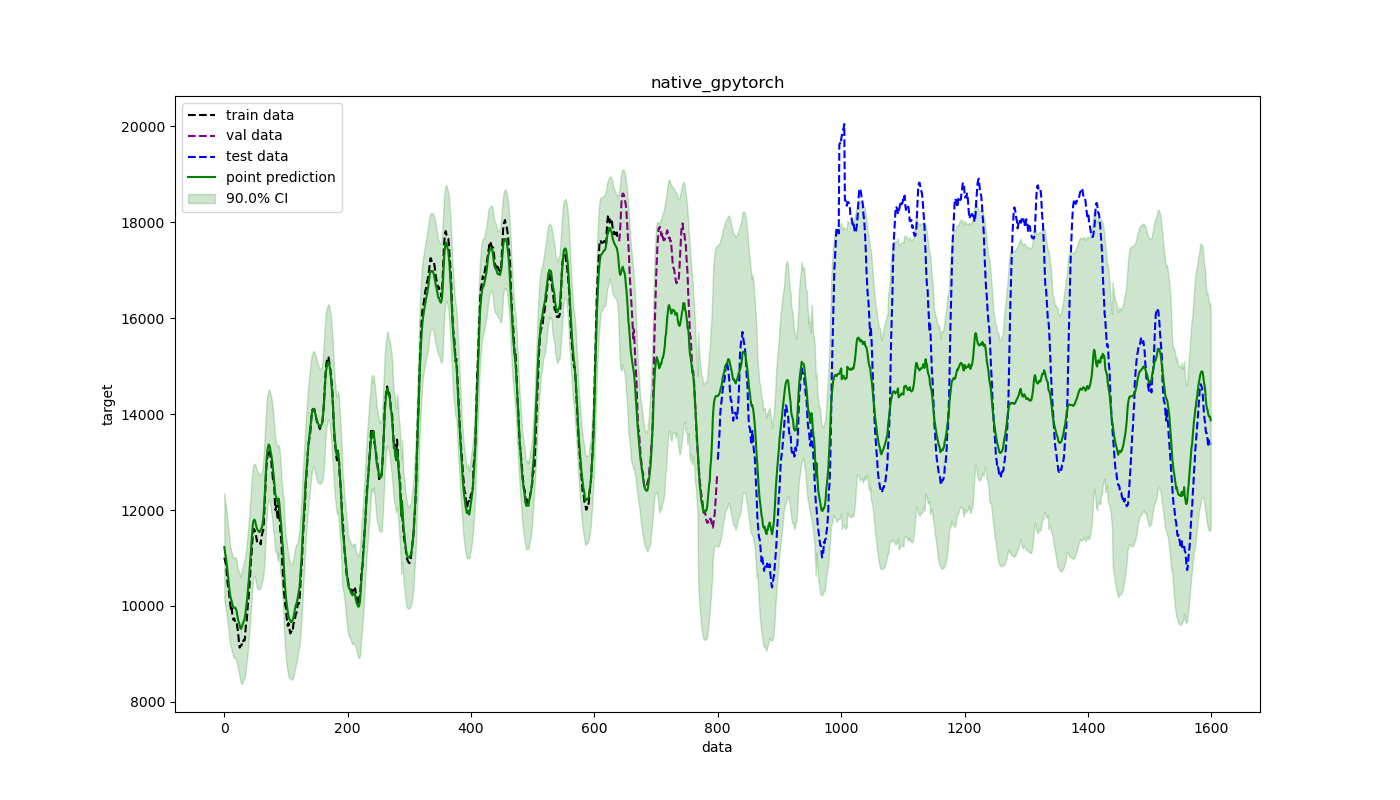 native_gpytorch
train data
val data
test data
point prediction
90.0% CI
20000
18000
16000
14000
12000
10000
8000
target
0 200 400 600 800 1000 1200 1400 1600
data